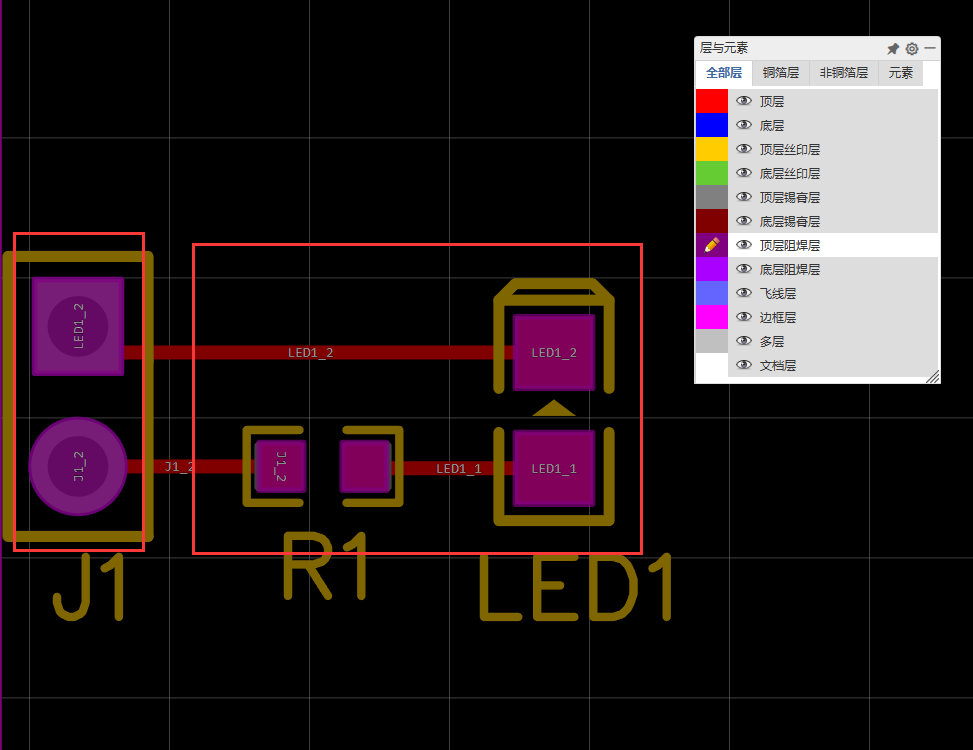 层与元素
全部层 铜箔层 非铜箔层 元素
顶层
底层
顶层丝印层
底层丝印层
顶层锡膏层
底层锡膏层
顶层阻焊层
底层阻焊层
飞线层
边框层
多层
文档层
LED1_2
LED1_2
LED1_2
J1_2
J1_2
J1_2
LED1_1
LED1_1
J1
R1
LED1